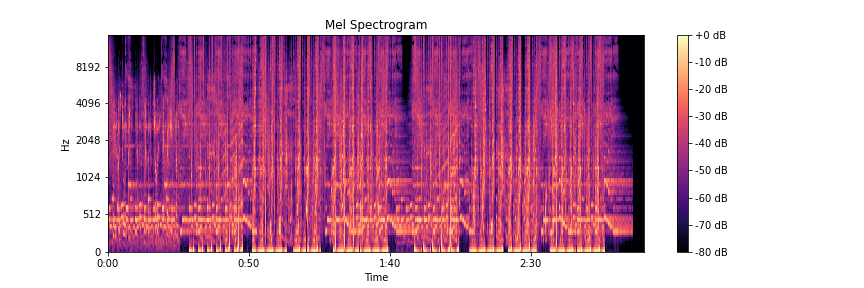 Mel Spectrogram
Hz
8192
4096
2048
1024
512
0
0:00
0:50
1:40
2:30
Time
+0 dB
-10 dB
-20 dB
-30 dB
-40 dB
-50 dB
-60 dB
-70 dB
-80 dB